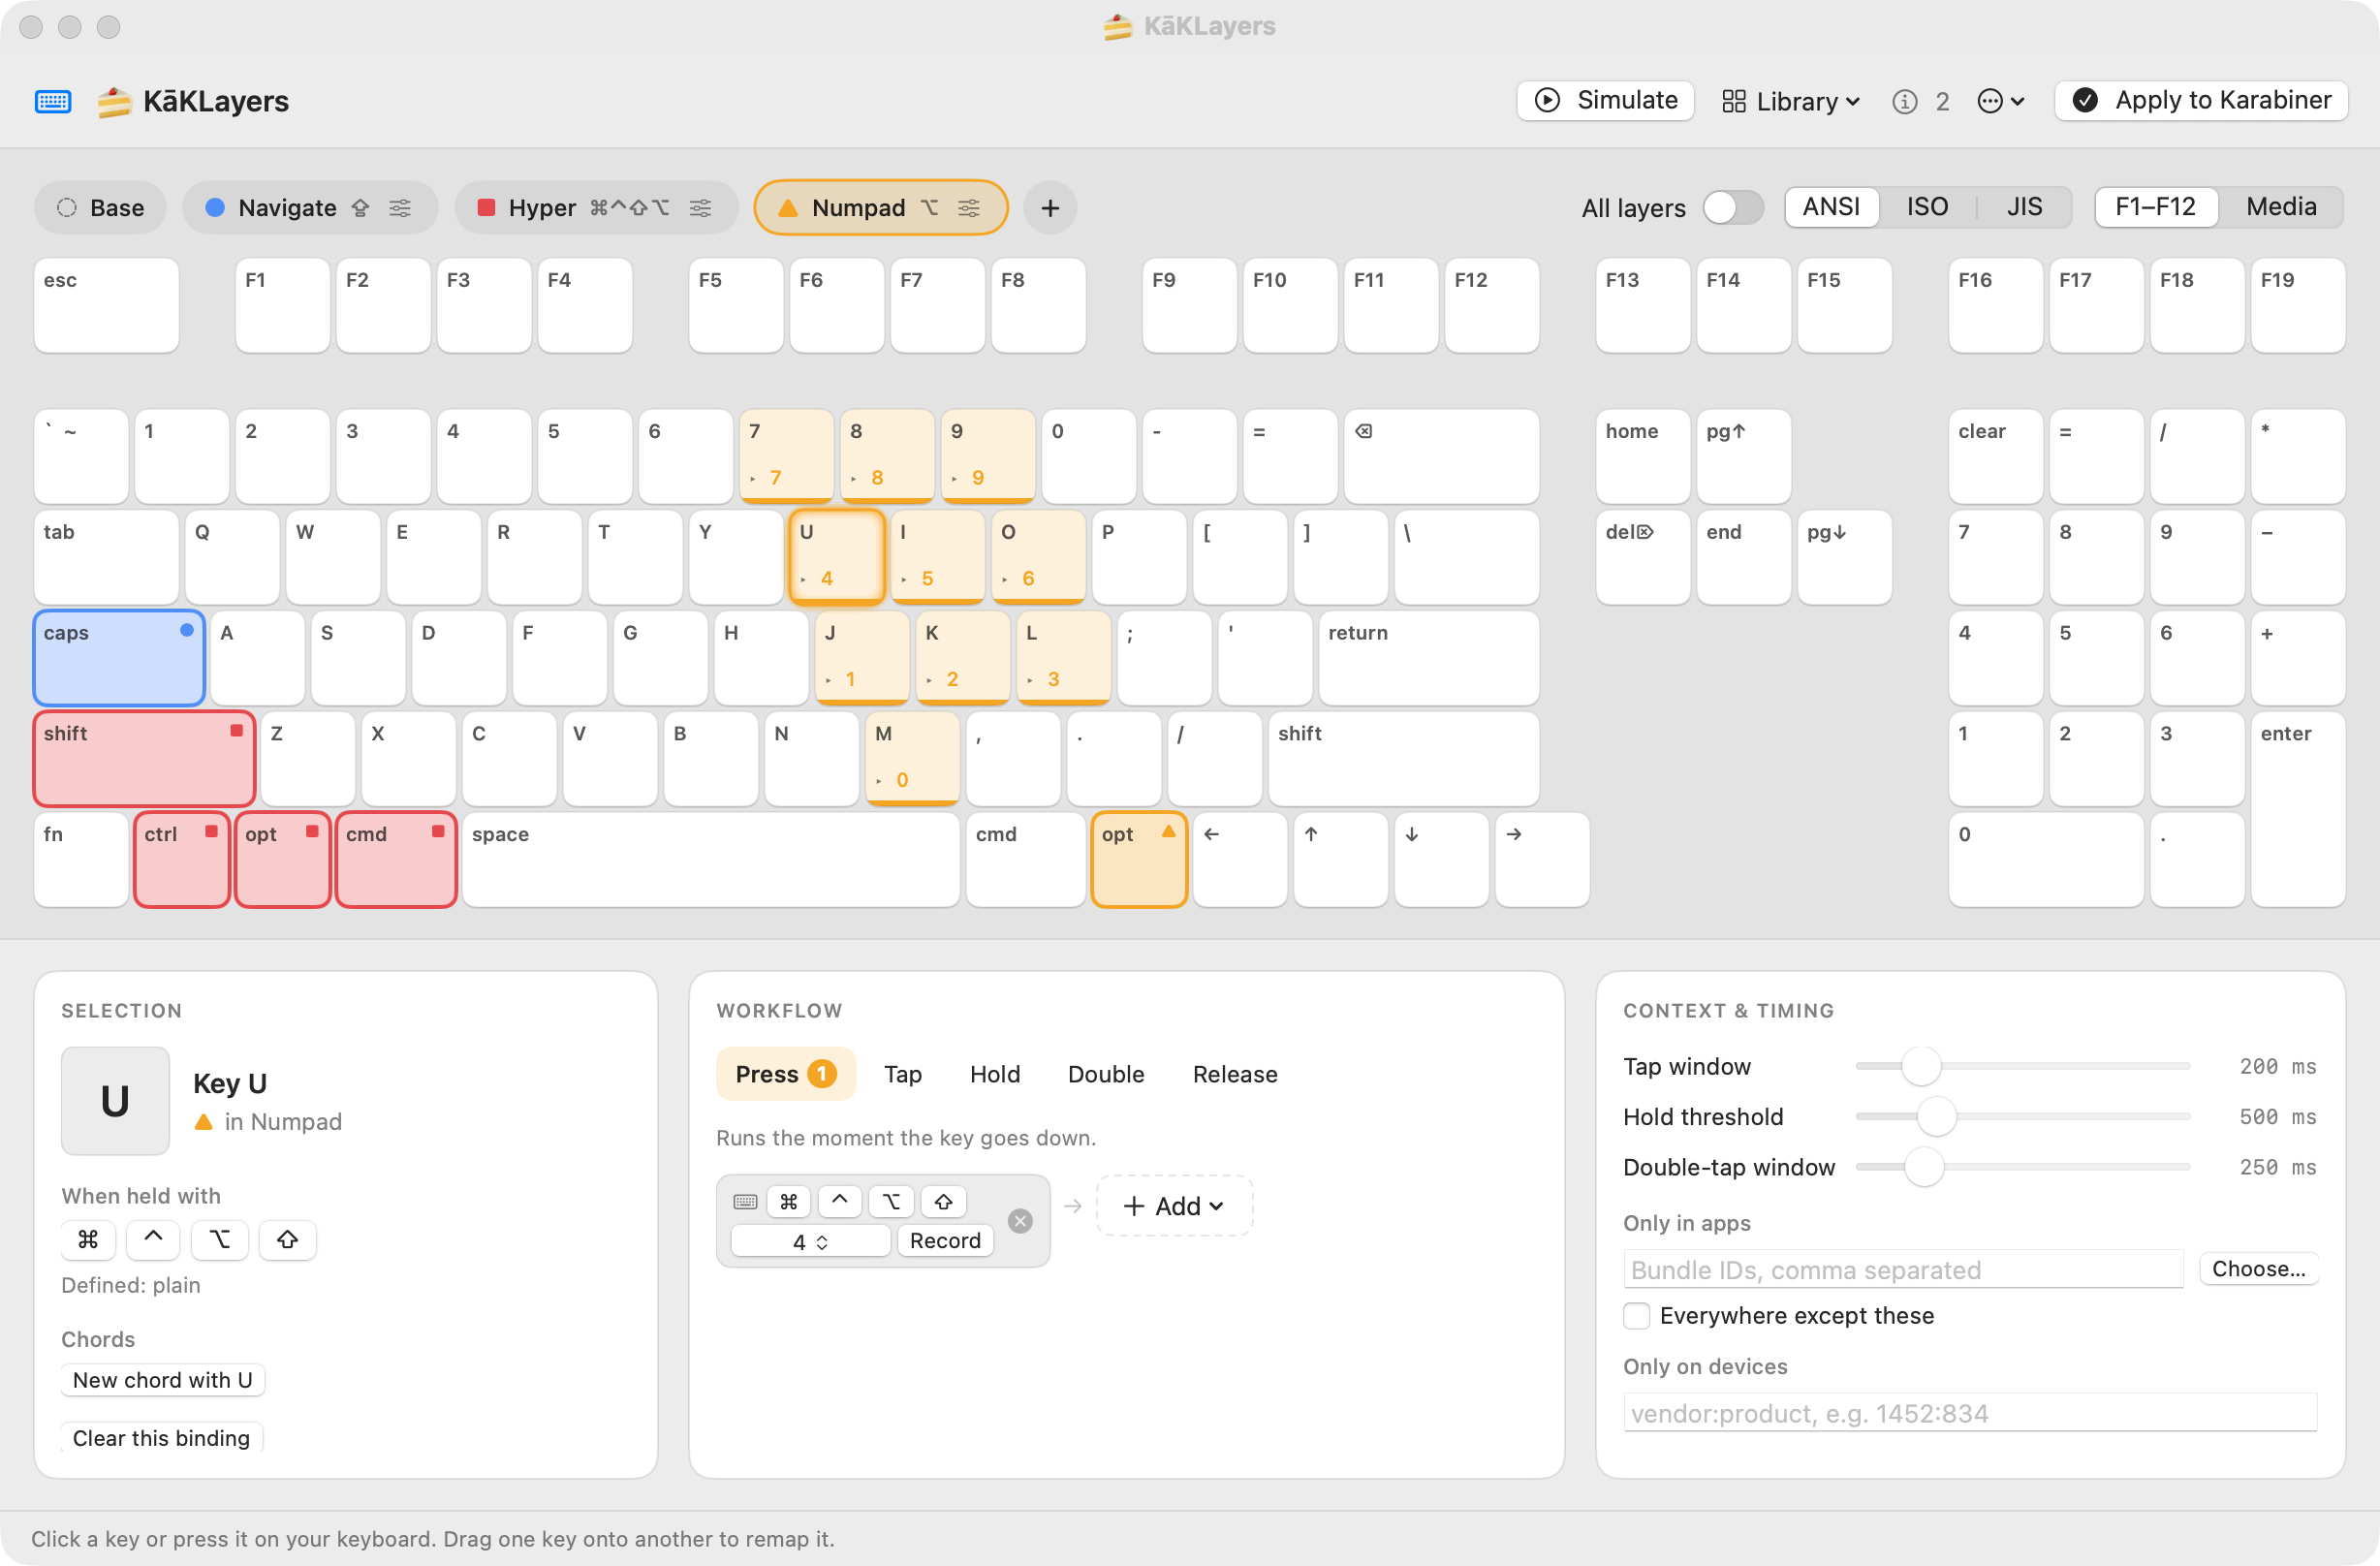 KāKLayers
KāKLayers Simulate Library 2 Apply to Karabiner
Base Navigate ⇪ Hyper ⌘⌃⇧⌥ Numpad ⌥ + All layers ANSI ISO JIS F1–F12 Media
esc F1 F2 F3 F4 F5 F6 F7 F8 F9 F10 F11 F12 F13 F14 F15 F16 F17 F18 F19
` ~ 1 2 3 4 5 6 7 8 9 0 - = ⌫ home pg↑ clear = / *
▸ 7 ▸ 8 ▸ 9
tab Q W E R T Y U I O P [ ] \ del⌦ end pg↓ 7 8 9 −
▸ 4 ▸ 5 ▸ 6
caps A S D F G H J K L ; ' return 4 5 6 +
▸ 1 ▸ 2 ▸ 3
shift Z X C V B N M , . / shift 1 2 3 enter
▸ 0
fn ctrl opt cmd space cmd opt ← ↑ ↓ → 0 .
SELECTION
U
Key U
in Numpad
When held with
⌘ ⌃ ⌥ ⇧
Defined: plain
Chords
New chord with U
Clear this binding
WORKFLOW
Press 1 Tap Hold Double Release
Runs the moment the key goes down.
⌘ ⌃ ⌥ ⇧
4 Record
→ + Add
CONTEXT & TIMING
Tap window 200 ms
Hold threshold 500 ms
Double-tap window 250 ms
Only in apps
Bundle IDs, comma separated Choose...
Everywhere except these
Only on devices
vendor:product, e.g. 1452:834
Click a key or press it on your keyboard. Drag one key onto another to remap it.